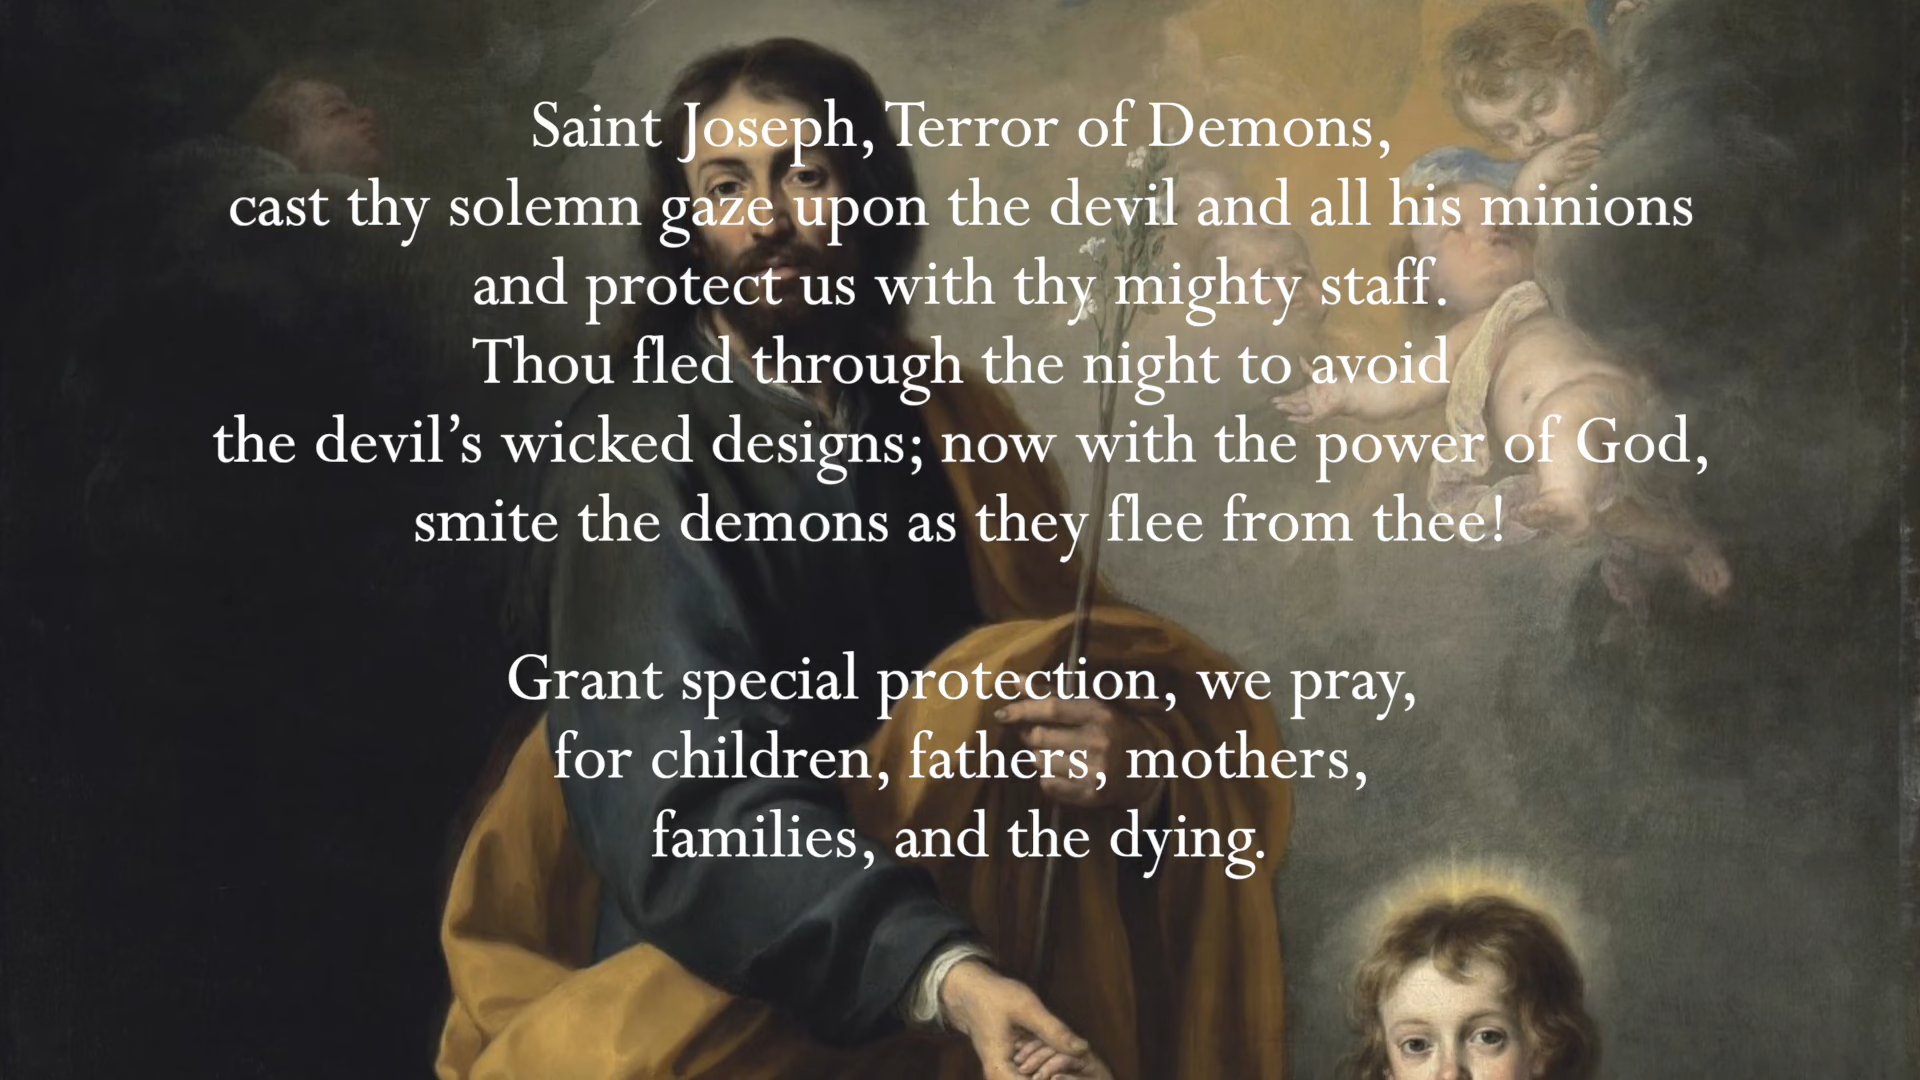 Saint Joseph, Terror of Demons,
cast thy solemn gaze upon the devil and all his minions
and protect us with thy mighty staff.
Thou fled through the night to avoid
the devil’s wicked designs; now with the power of God,
smite the demons as they flee from thee!
Grant special protection, we pray,
for children, fathers, mothers,
families, and the dying.